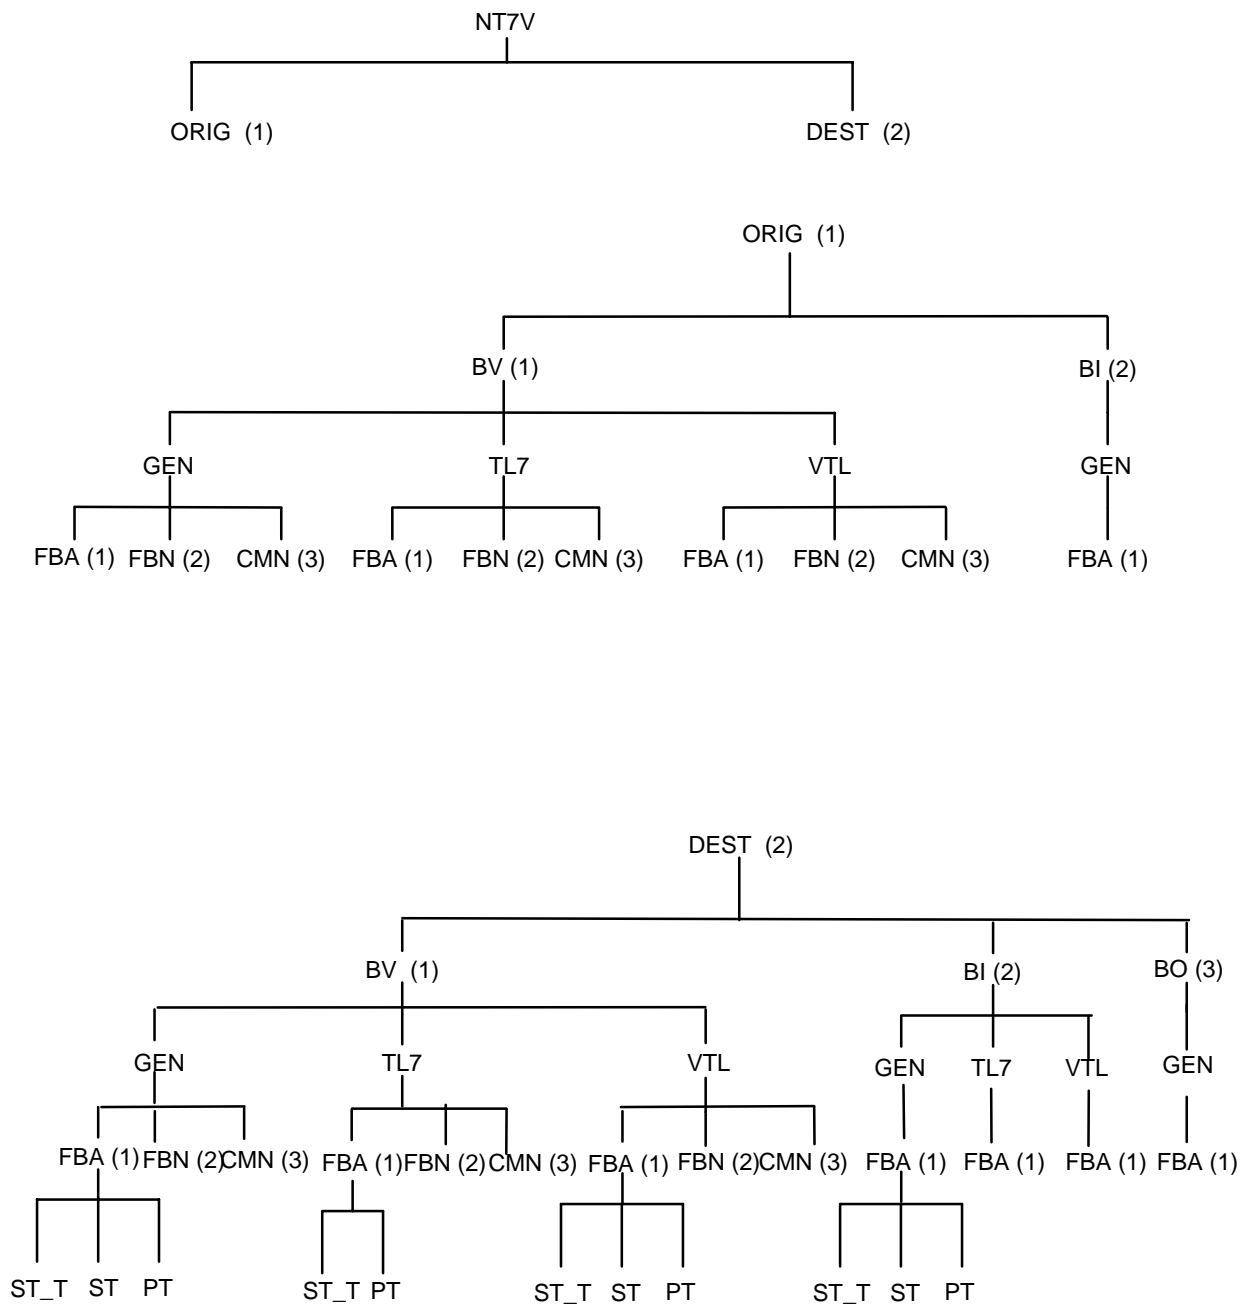 NT7V
ORIG (1) DEST (2)
ORIG (1)
BV (1) BI (2)
GEN TL7 VTL GEN
FBA (1) FBN (2) CMN (3) FBA (1) FBN (2) CMN (3) FBA (1) FBN (2) CMN (3) FBA (1)
DEST (2)
BV (1) BI (2) BO (3)
GEN TL7 VTL GEN TL7 VTL GEN
FBA (1) FBN (2) CMN (3) FBA (1) FBN (2) CMN (3) FBA (1) FBN (2) CMN (3) FBA (1) FBA (1) FBA (1) FBA (1)
ST_T ST PT ST_T PT ST_T ST PT ST_T ST PT